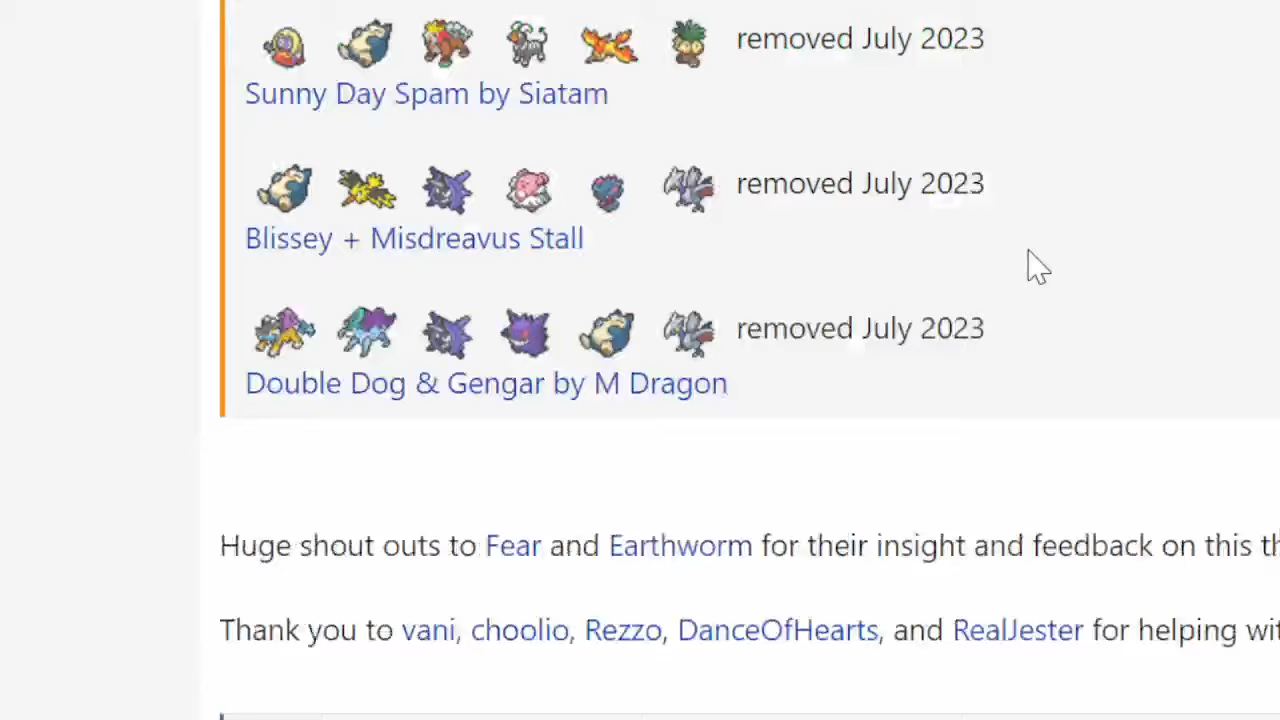 removed July 2023
Sunny Day Spam by Siatam
removed July 2023
Blissey + Misdreavus Stall
removed July 2023
Double Dog & Gengar by M Dragon
Huge shout outs to Fear and Earthworm for their insight and feedback on this th
Thank you to vani, choolio, Rezzo, DanceOfHearts, and RealJester for helping wit